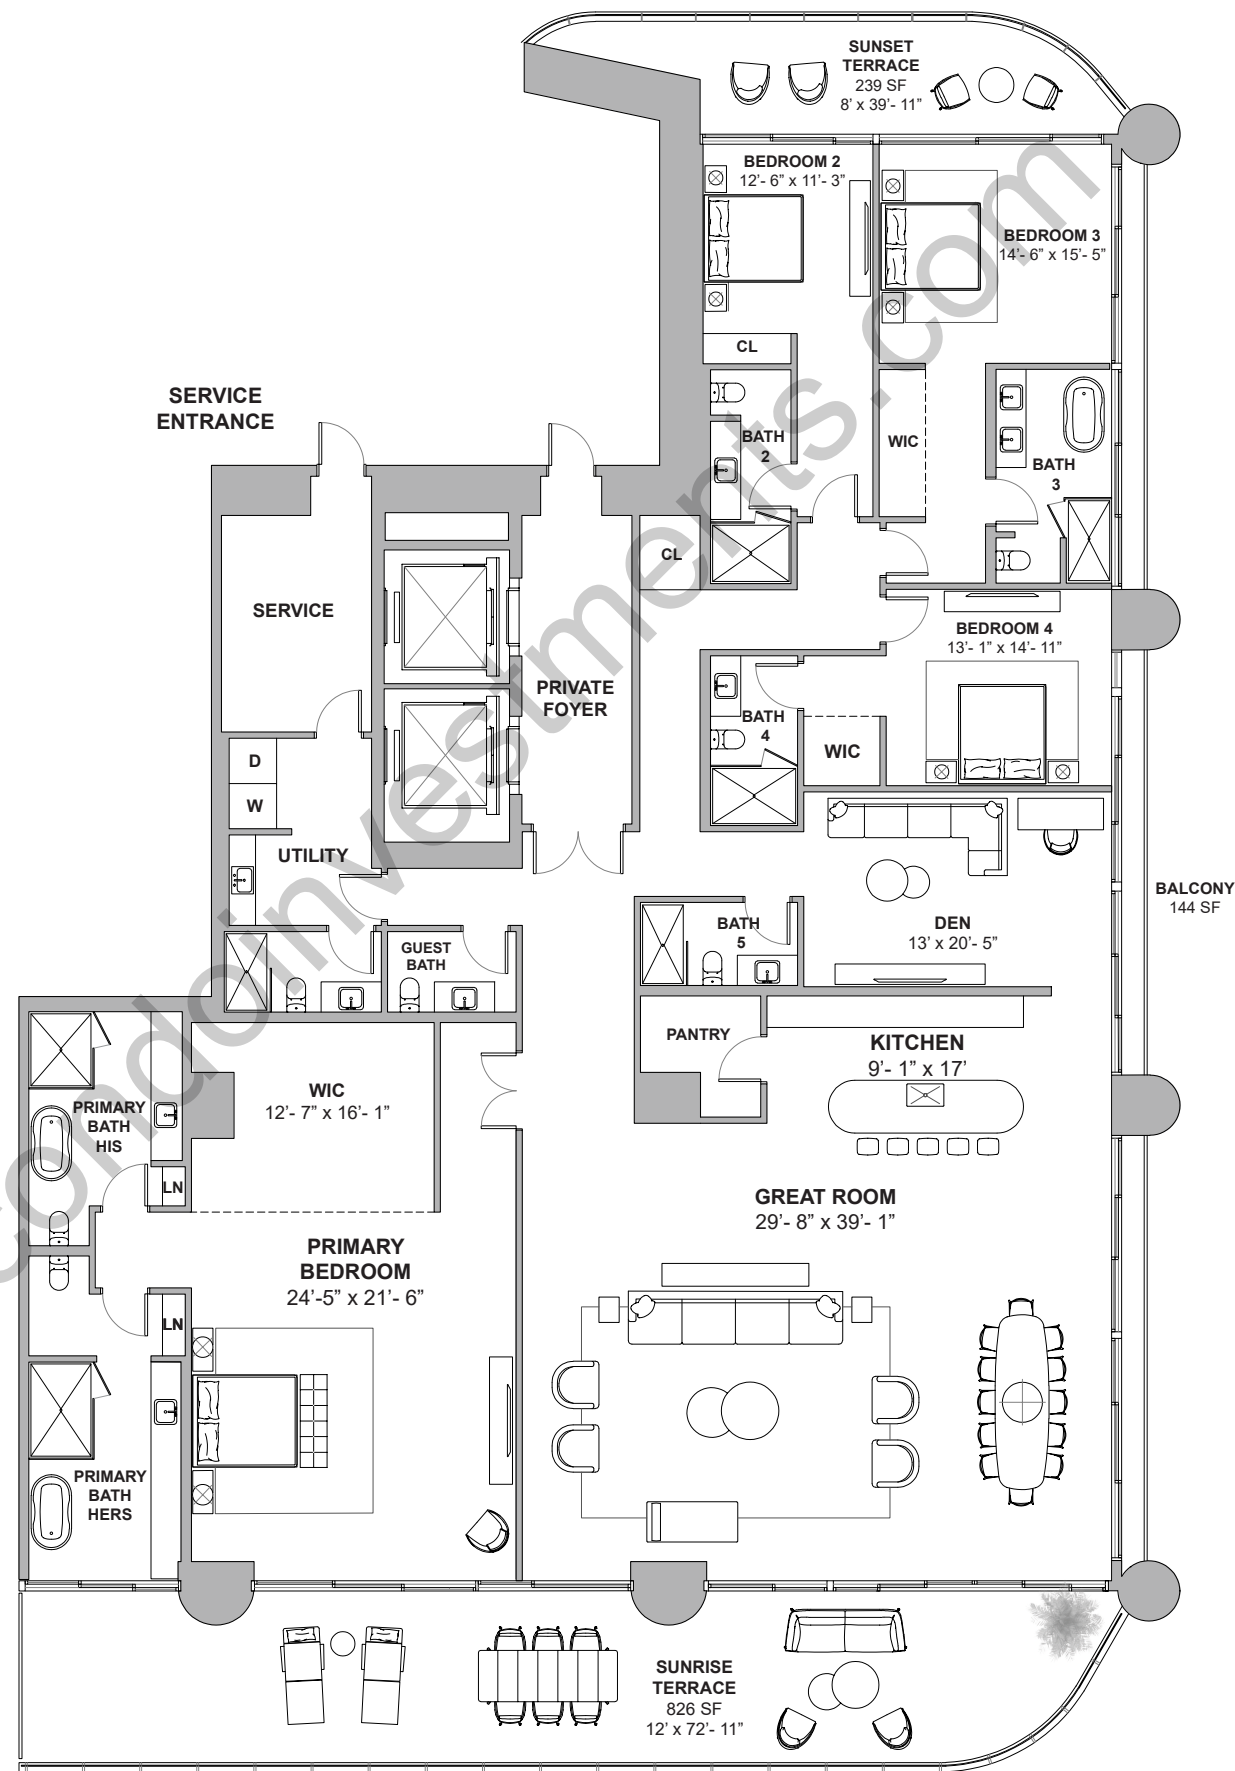 SUNSET
TERRACE
239 SF
8’ x 39’- 11”
BEDROOM 2
12’- 6” x 11’- 3”
BEDROOM 3
14’- 6” x 15’- 5”
CL
SERVICE
ENTRANCE
BATH
2
WIC
BATH
3
CL
SERVICE
BEDROOM 4
13’- 1” x 14’- 11”
PRIVATE
FOYER
BATH
4
WIC
D
W
UTILITY
BALCONY
144 SF
GUEST
BATH
BATH
5
DEN
13’ x 20’- 5”
PANTRY
KITCHEN
9’- 1” x 17’
WIC
12’- 7” x 16’- 1”
PRIMARY
BATH
HIS
LN
GREAT ROOM
29’- 8” x 39’- 1”
PRIMARY
BEDROOM
24’-5” x 21’- 6”
LN
PRIMARY
BATH
HERS
SUNRISE
TERRACE
826 SF
12’ x 72’- 11”
condoinvestments.com